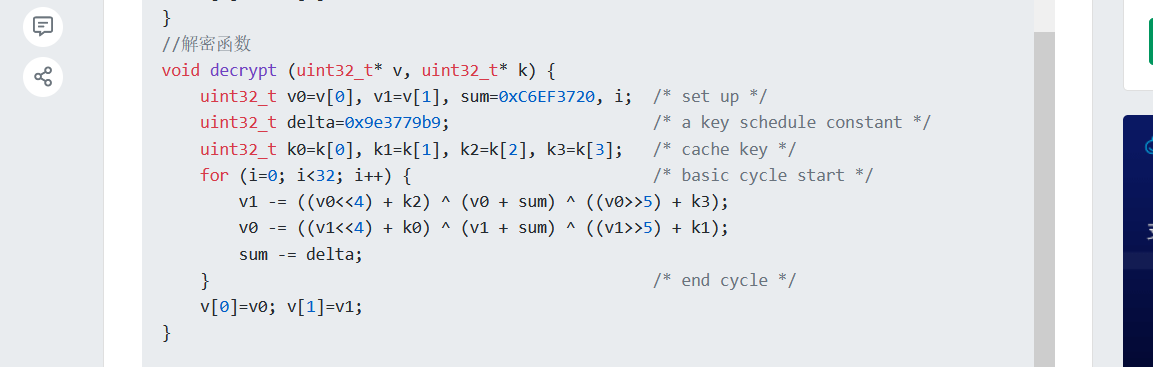 }
//解密函数
void decrypt (uint32_t* v, uint32_t* k) {
    uint32_t v0=v[0], v1=v[1], sum=0xC6EF3720, i;  /* set up */
    uint32_t delta=0x9e3779b9;                     /* a key schedule constant */
    uint32_t k0=k[0], k1=k[1], k2=k[2], k3=k[3];   /* cache key */
    for (i=0; i<32; i++) {                         /* basic cycle start */
        v1 -= ((v0<<4) + k2) ^ (v0 + sum) ^ ((v0>>5) + k3);
        v0 -= ((v1<<4) + k0) ^ (v1 + sum) ^ ((v1>>5) + k1);
        sum -= delta;
    }                                              /* end cycle */
    v[0]=v0; v[1]=v1;
}